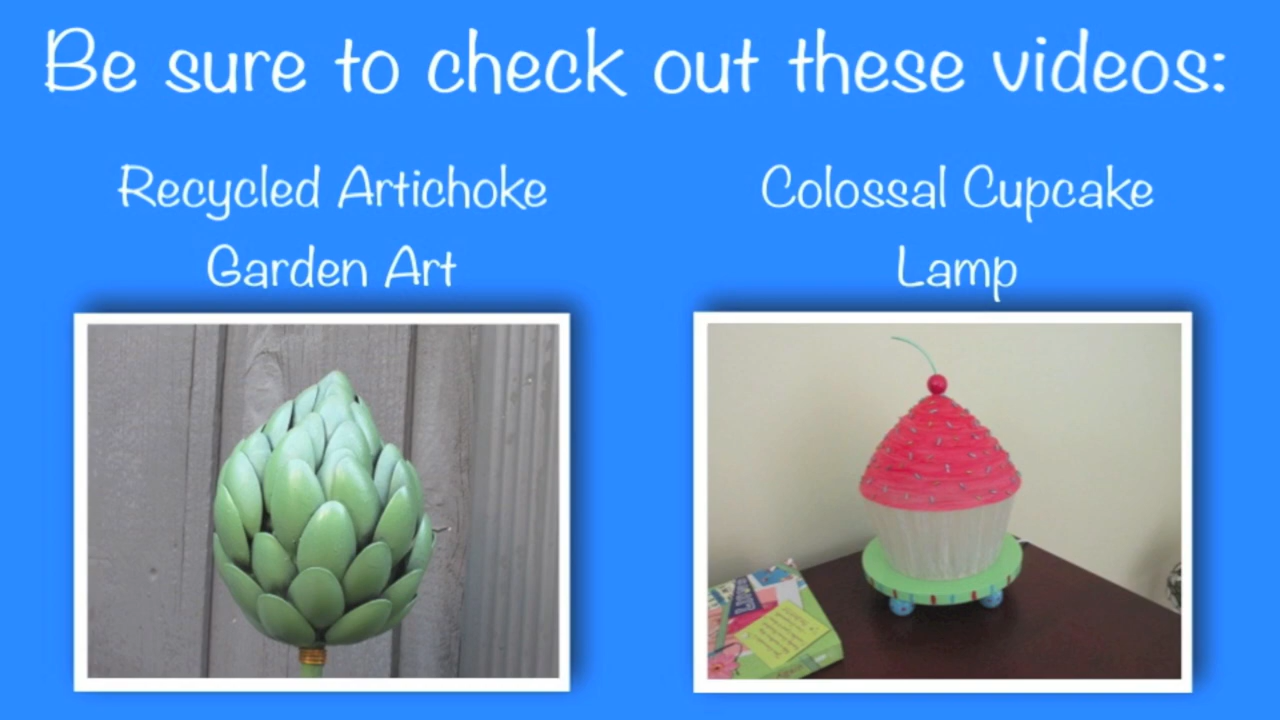 Be sure to check out these videos:
Recycled Artichoke
Garden Art
Colossal Cupcake
Lamp